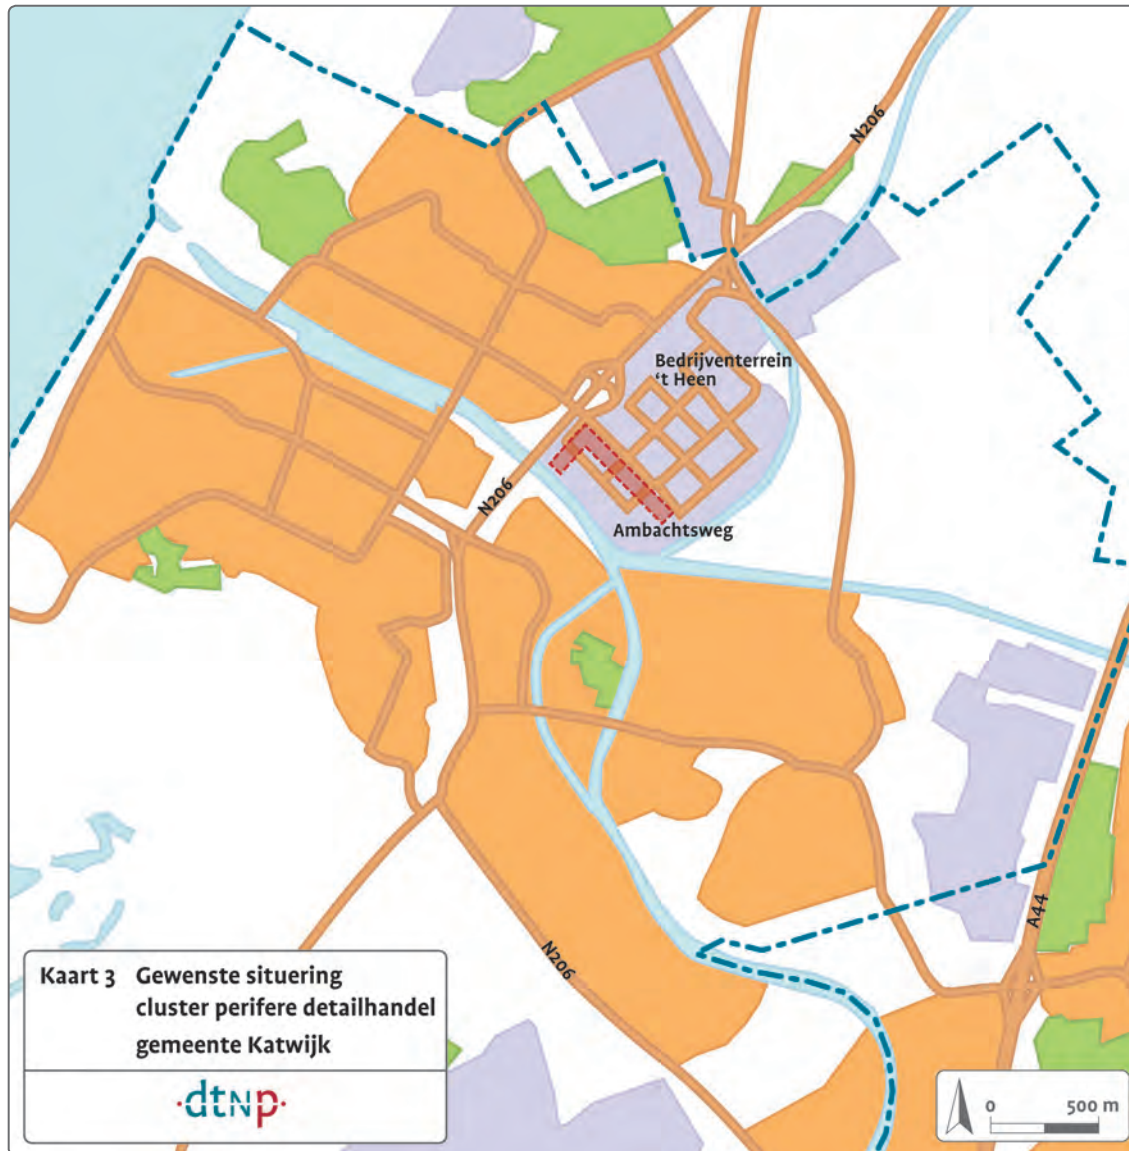 N206
Bedrijventerrein
‘t Heen
N206
Ambachtsweg
A44
N206
Kaart 3 Gewenste situering
cluster perifere detailhandel
gemeente Katwijk
·dtNp·
0 500 m